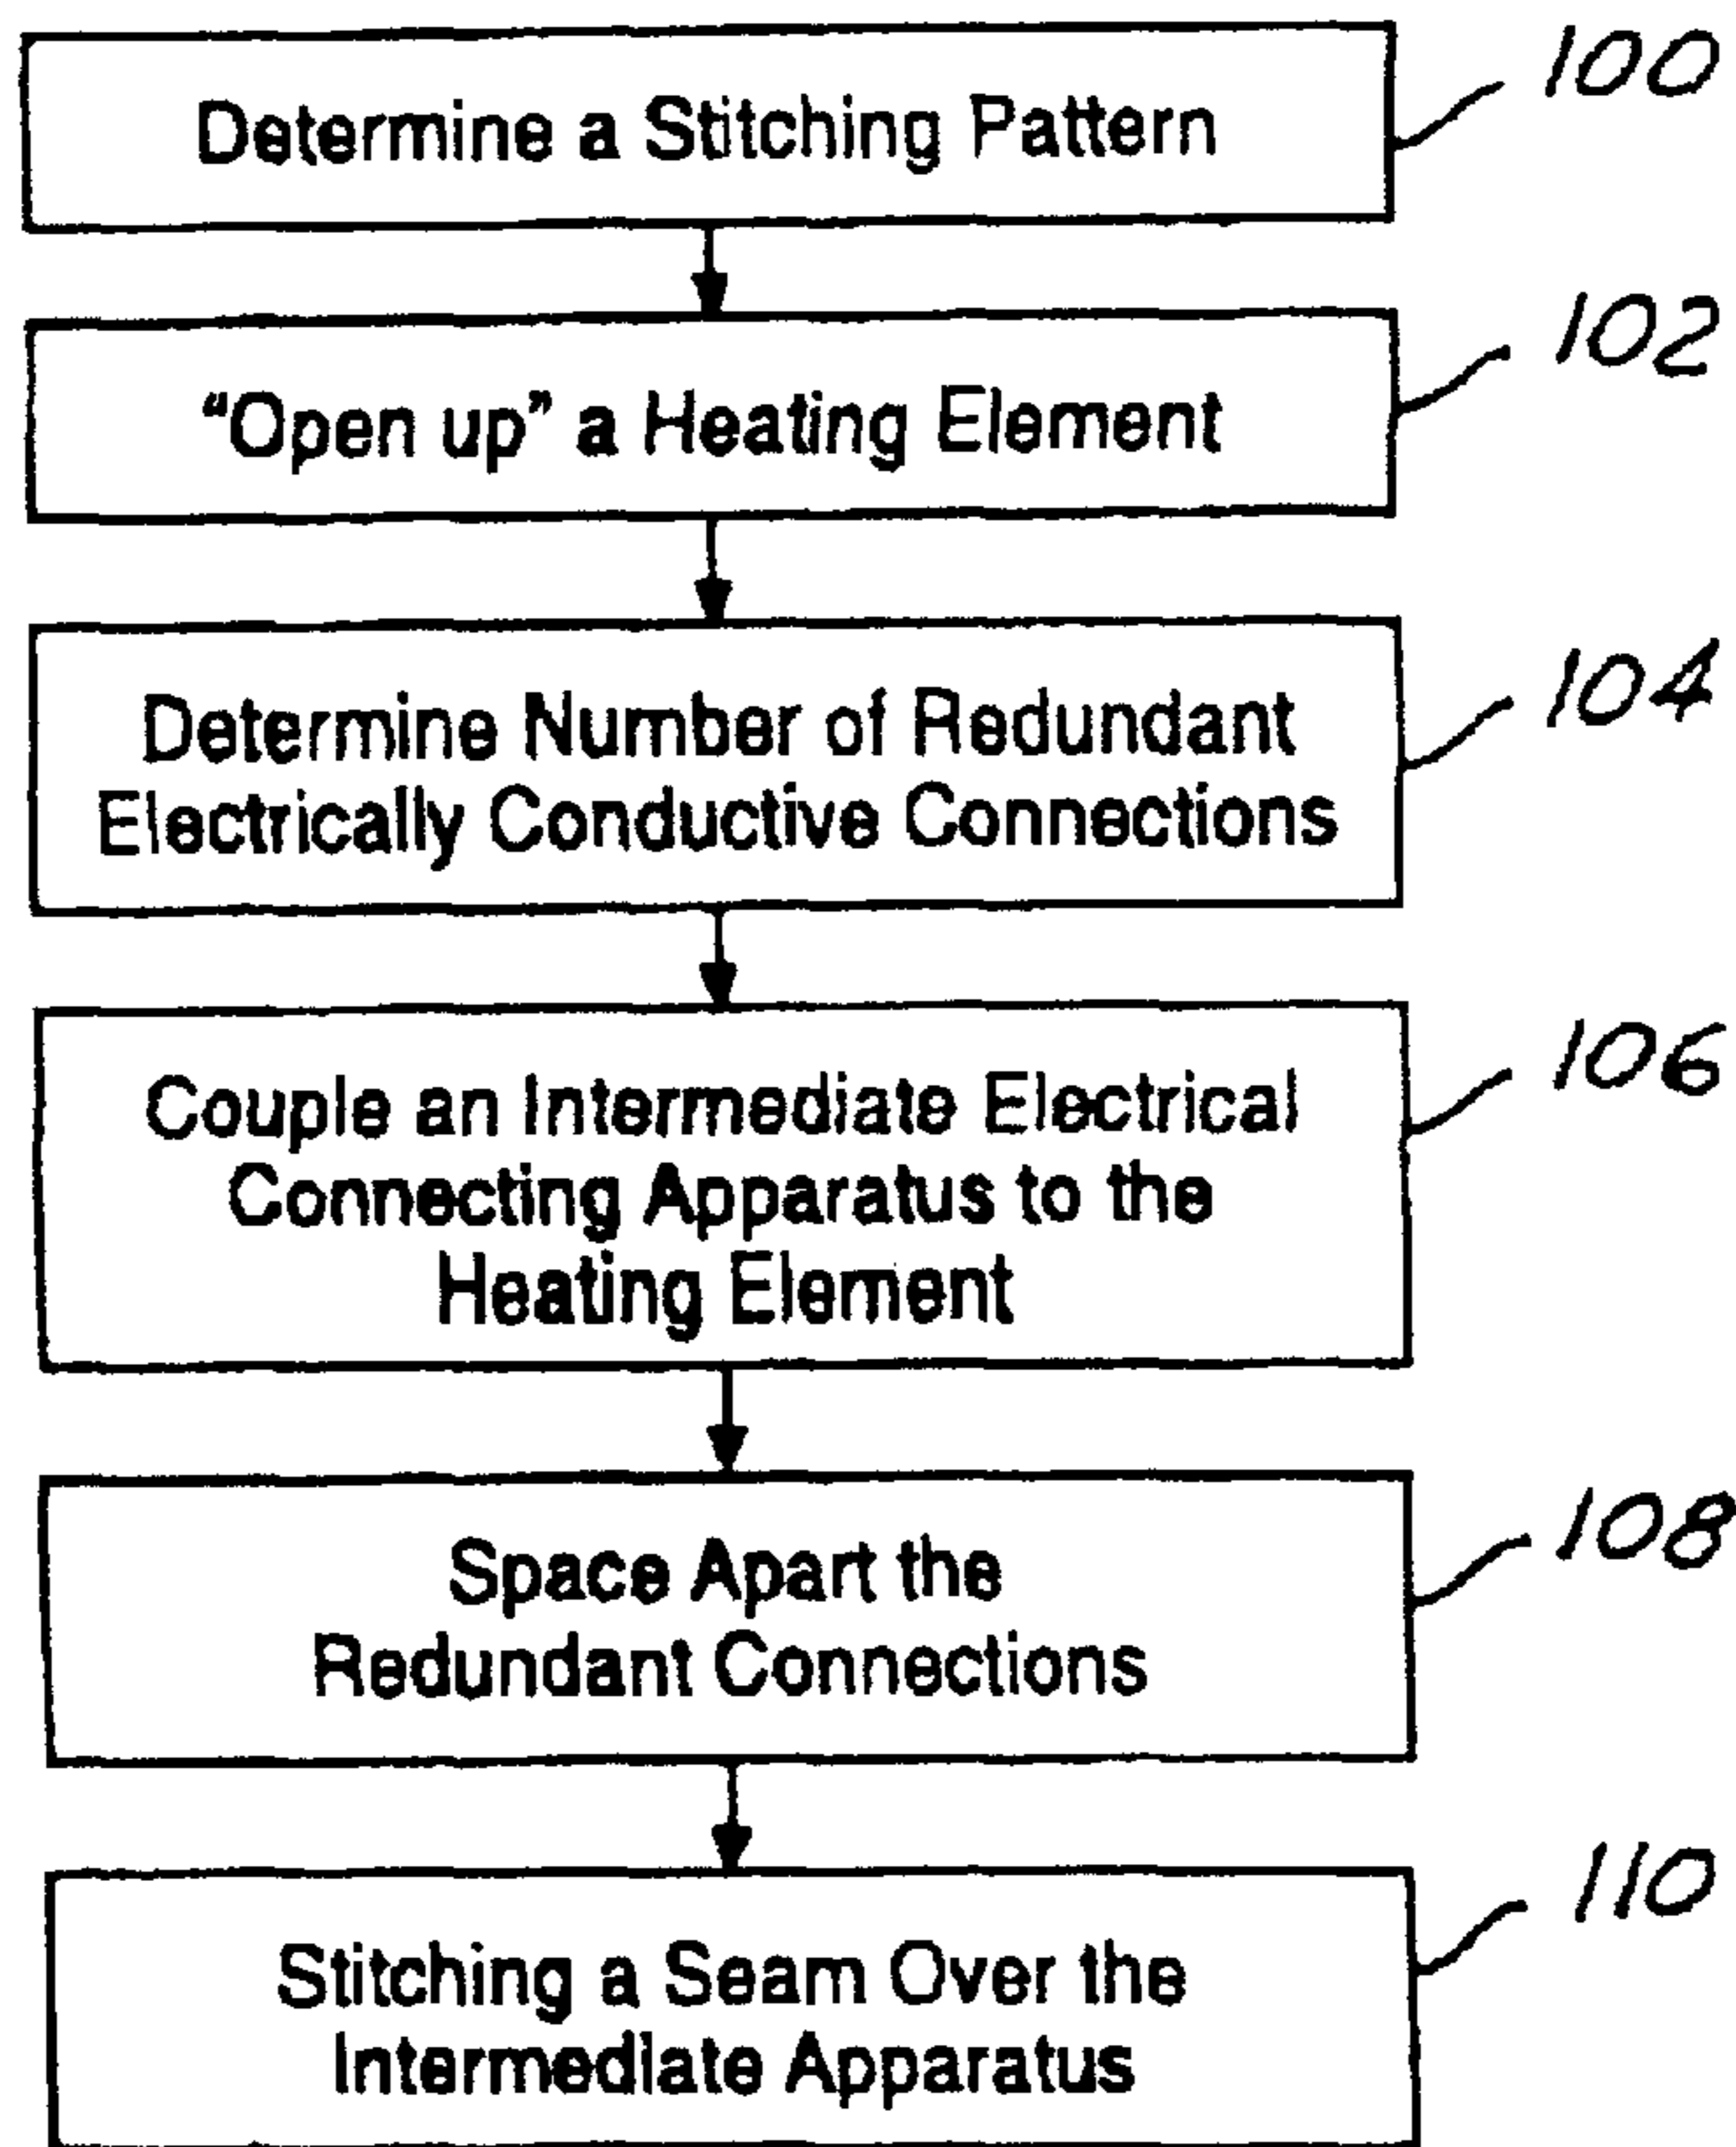 Determine a Stitching Pattern
100
"Open up" a Heating Element
102
Determine Number of Redundant
Electrically Conductive Connections
104
Couple an Intermediate Electrical
Connecting Apparatus to the
Heating Element
106
Space Apart the
Redundant Connections
108
Stitching a Seam Over the
Intermediate Apparatus
110